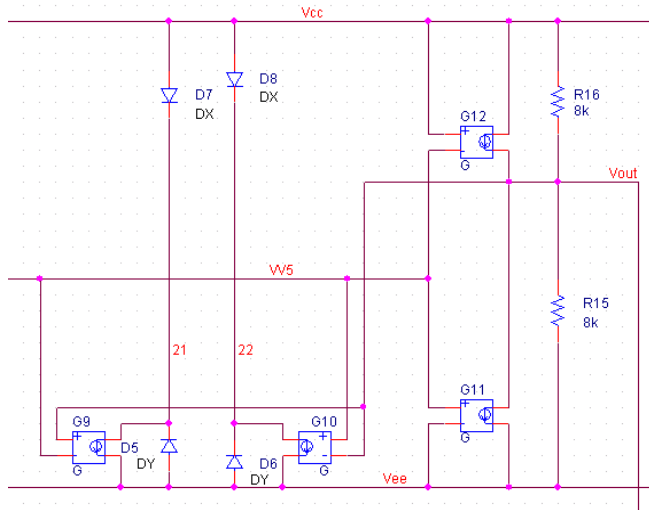 Vcc
D7
DX
D8
DX
G12
+
-
G
R16
8k
Vout
VV5
R15
8k
21
22
G9
+
-
G
D5
DY
D6
DY
G10
+
-
G
G11
+
-
G
Vee